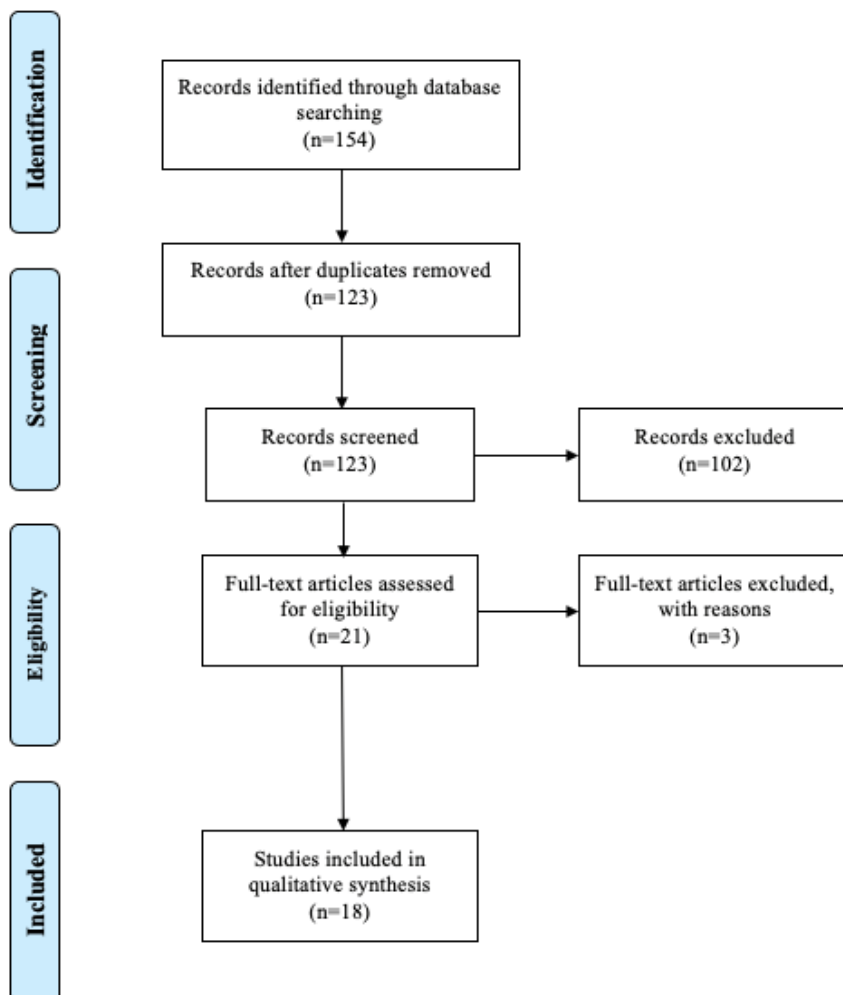 Identification
Records identified through database
searching
(n=154)
Records after duplicates removed
(n=123)
Screening
Records screened
(n=123)
Records excluded
(n=102)
Eligibility
Full-text articles assessed
for eligibility
(n=21)
Full-text articles excluded,
with reasons
(n=3)
Included
Studies included in
qualitative synthesis
(n=18)